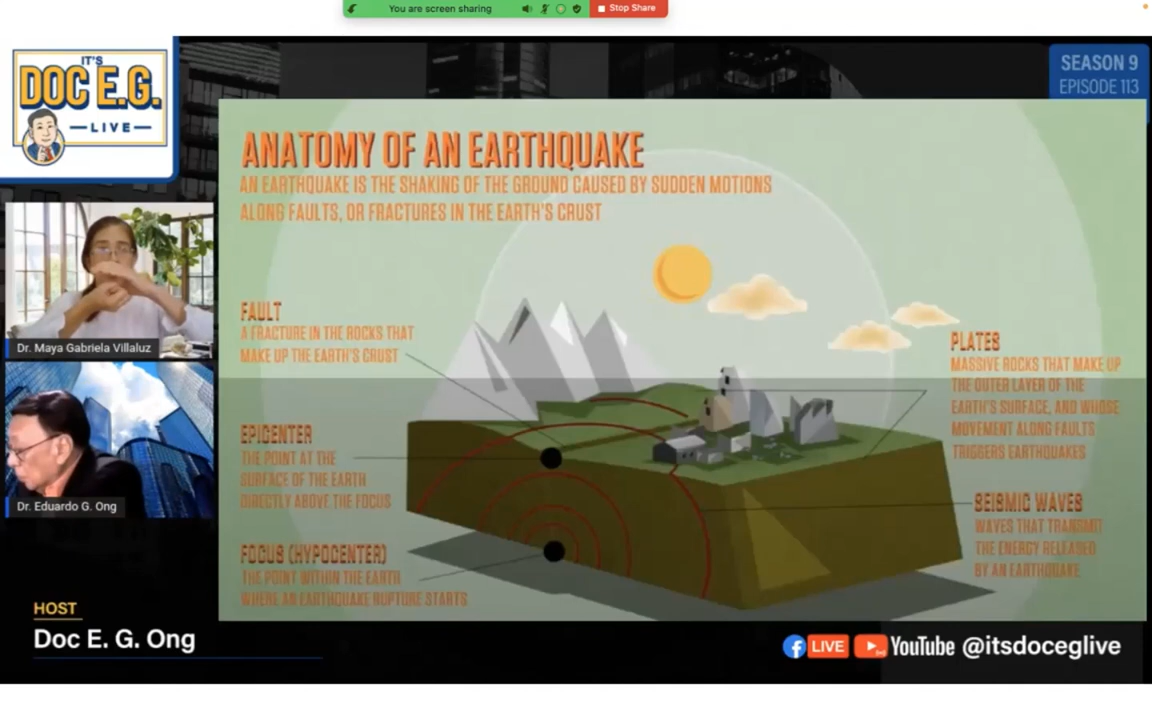 You are screen sharing
Stop Share
IT'S
DOC E.G.
LIVE
SEASON 9
EPISODE 113
ANATOMY OF AN EARTHQUAKE
AN EARTHQUAKE IS THE SHAKING OF THE GROUND CAUSED BY SUDDEN MOTIONS
ALONG FAULTS, OR FRACTURES IN THE EARTH'S CRUST
Dr. Maya Gabriela Villaluz
Dr. Eduardo G. Ong
FAULT
A FRACTURE IN THE ROCKS THAT
MAKE UP THE EARTH'S CRUST
EPICENTER
THE POINT AT THE
SURFACE OF THE EARTH
DIRECTLY ABOVE THE FOCUS
FOCUS (HYPOCENTER)
THE POINT WITHIN THE EARTH
WHERE AN EARTHQUAKE RUPTURE STARTS
PLATES
MASSIVE ROCKS THAT MAKE UP
THE OUTER LAYER OF THE
EARTH'S SURFACE, AND WHOSE
MOVEMENT ALONG FAULTS
TRIGGERS EARTHQUAKES
SEISMIC WAVES
WAVES THAT TRANSMIT
THE ENERGY RELEASED
BY AN EARTHQUAKE
HOST
Doc E. G. Ong
LIVE
YouTube @itsdoceglive